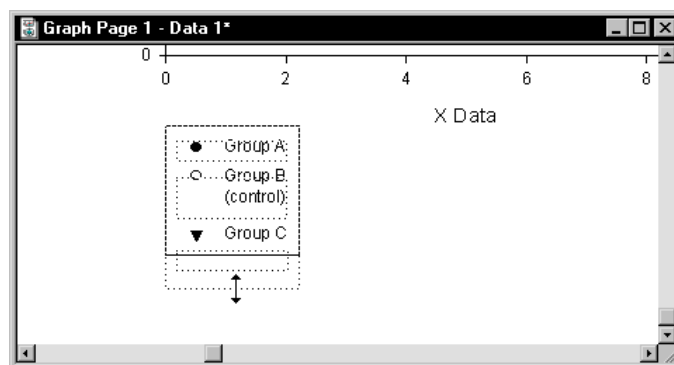 Graph Page 1 - Data 1*
0
0 2 4 6 8
X Data
Group A
Group B
(control)
Group C